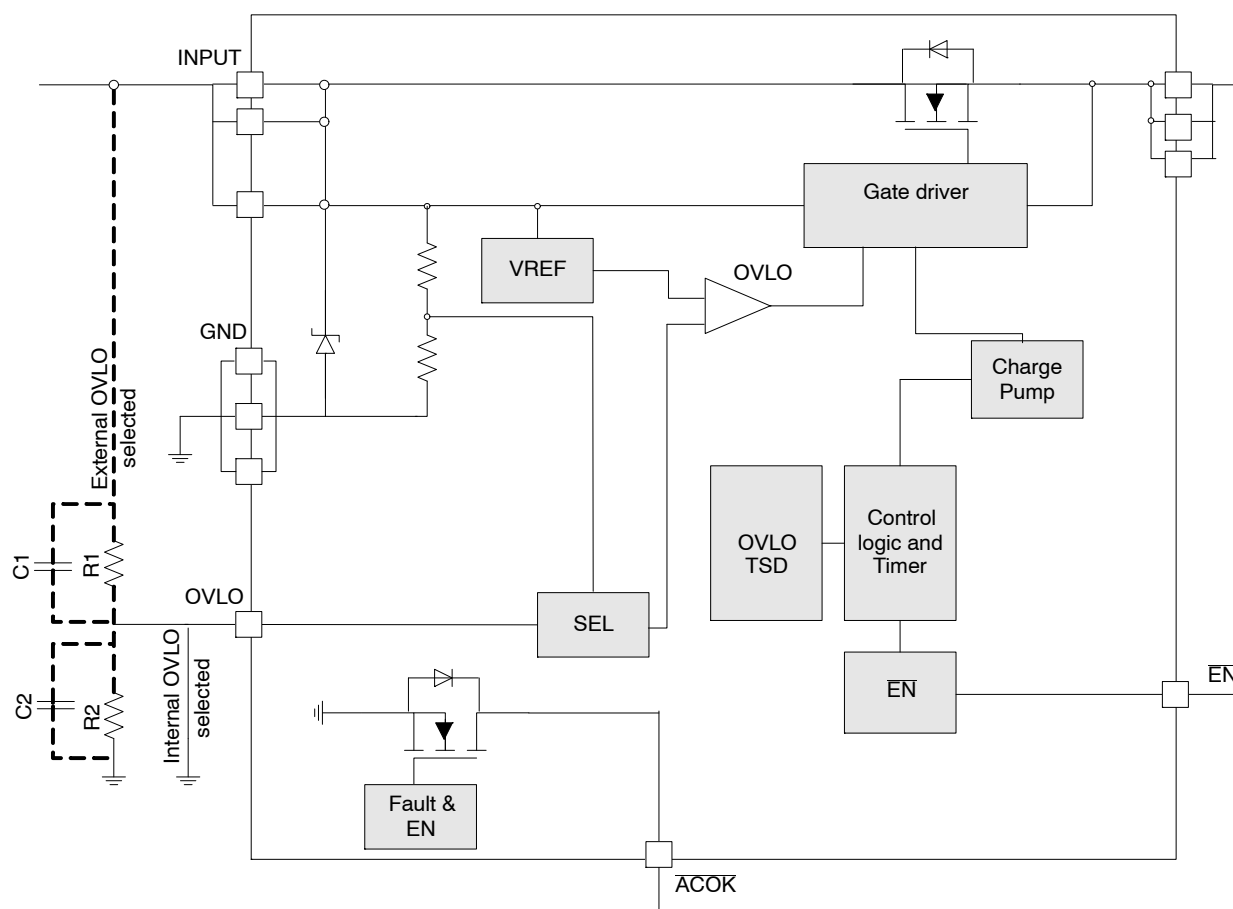 INPUT
Gate driver
VREF
OVLO
GND
Charge
Pump
External OVLO
selected
OVLO
TSD
Control
logic and
Timer
C1
R1
OVLO
SEL
C2
R2
Internal OVLO
selected
EN
EN
Fault &
EN
ACOK